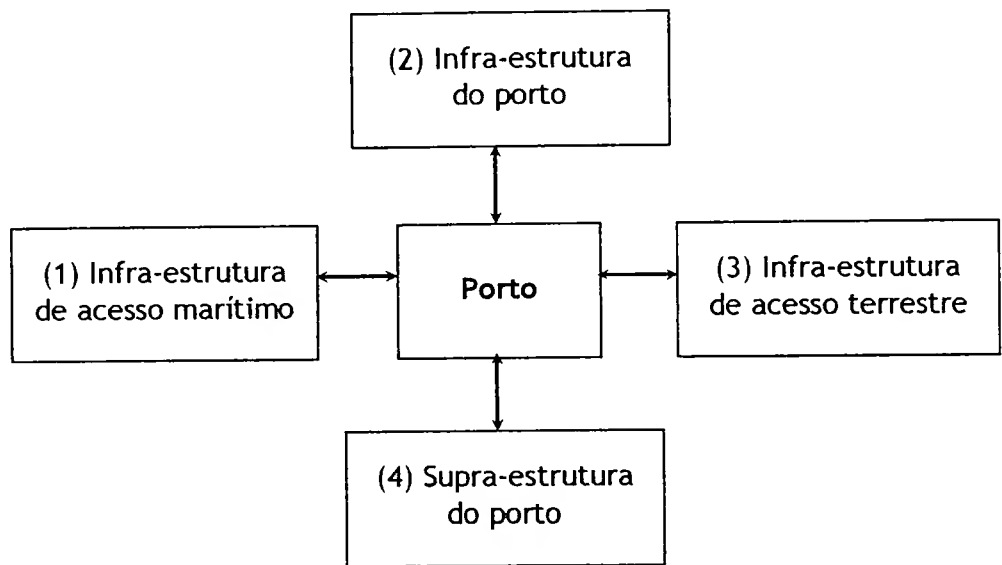 (2) Infra-estrutura
do porto
(1) Infra-estrutura
de acesso marítimo
Porto
(3) Infra-estrutura
de acesso terrestre
(4) Supra-estrutura
do porto